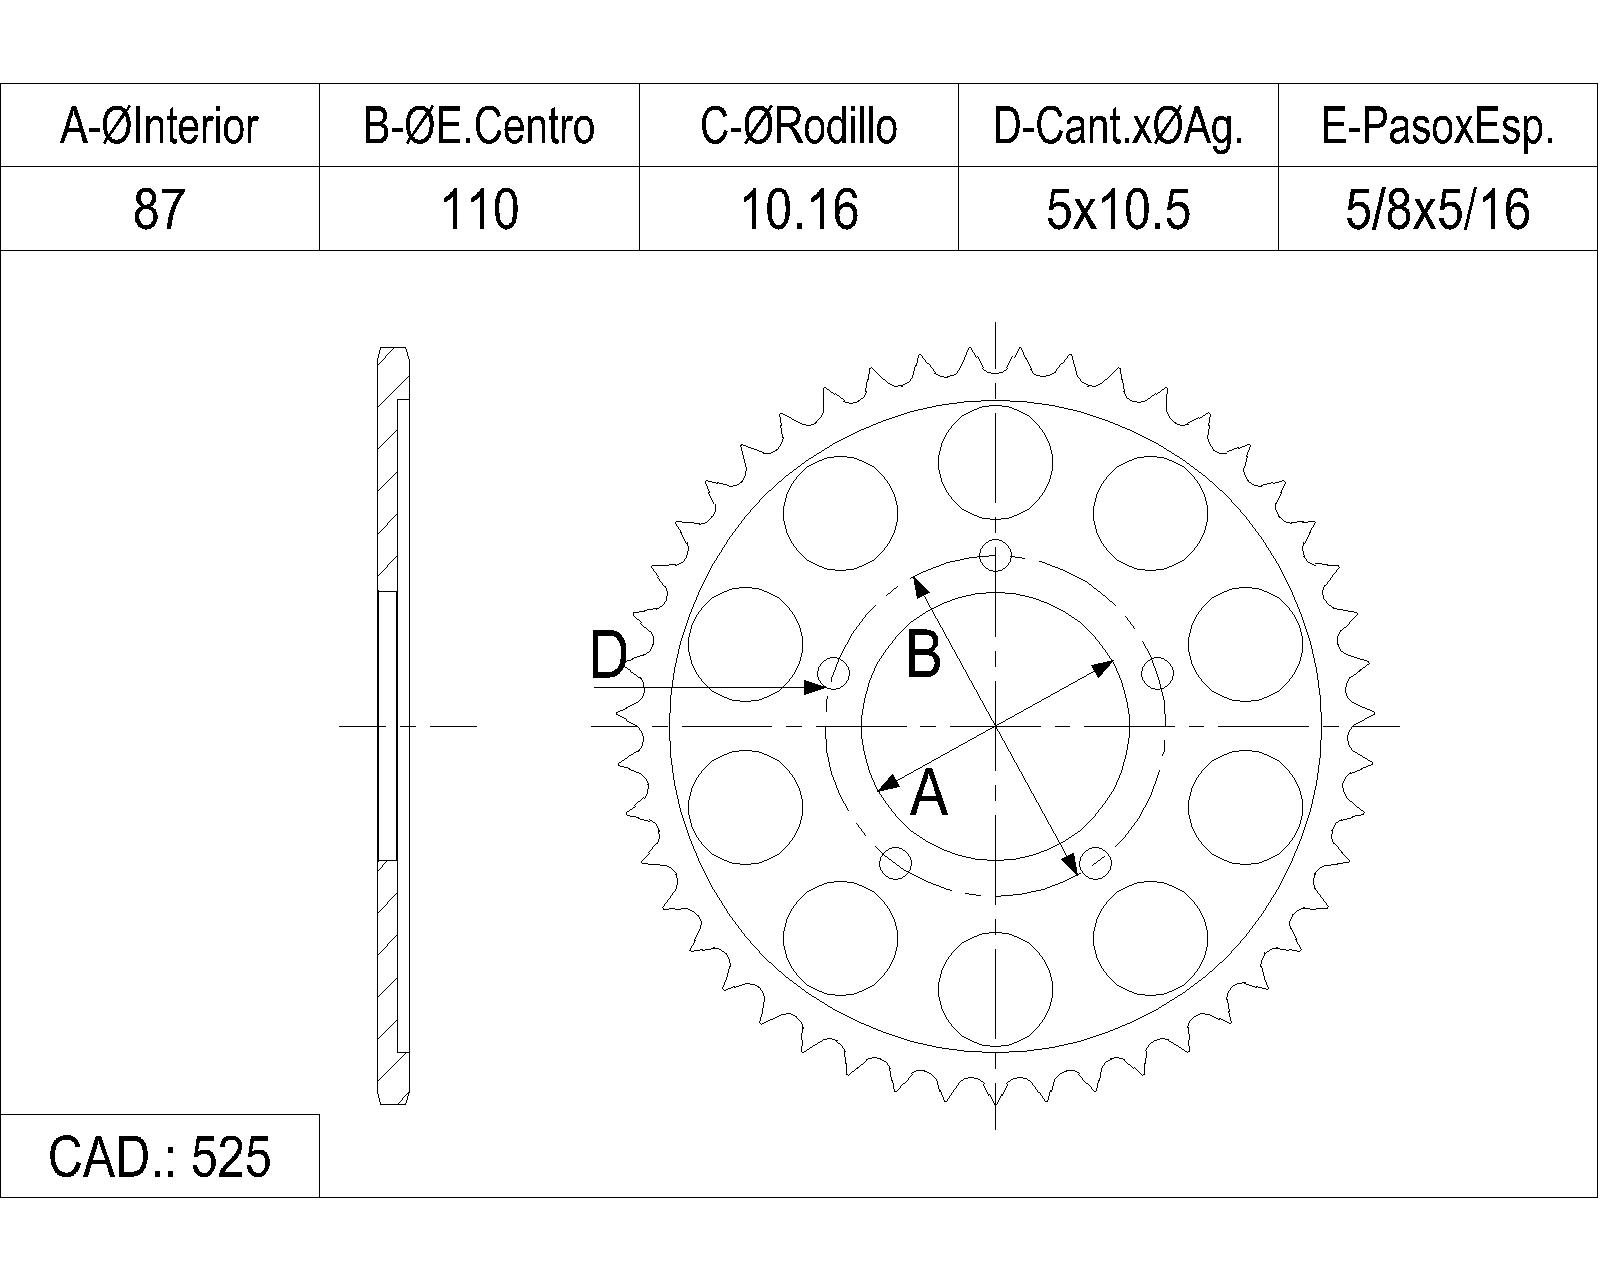 A-ØInterior B-ØE.Centro C-ØRodillo D-Cant.xØAg. E-PasoxEsp.
87 110 10.16 5x10.5 5/8x5/16
D
B
A
CAD.: 525